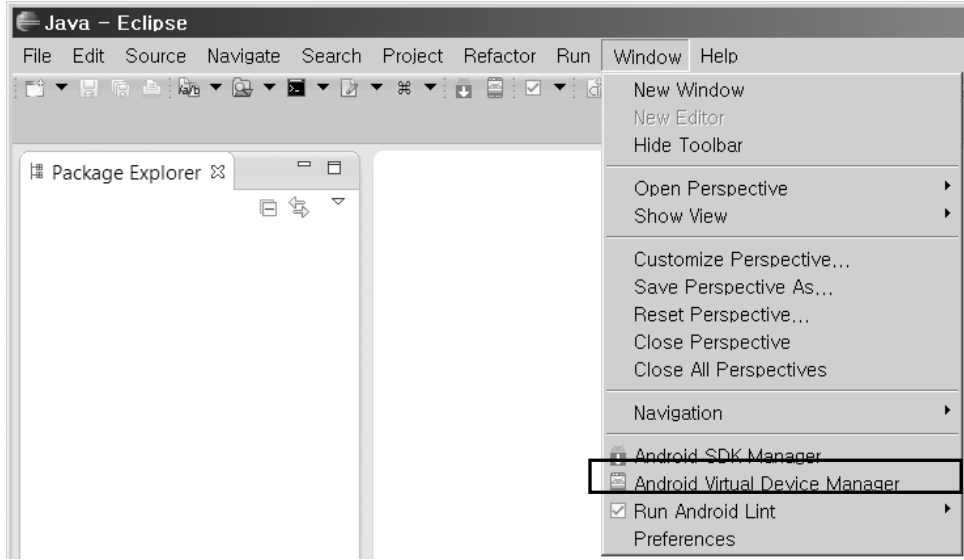 Java - Eclipse
File Edit Source Navigate Search Project Refactor Run Window Help
New Window
New Editor
Hide Toolbar
Package Explorer
Open Perspective
Show View
Customize Perspective...
Save Perspective As...
Reset Perspective...
Close Perspective
Close All Perspectives
Navigation
Android SDK Manager
Android Virtual Device Manager
Run Android Lint
Preferences